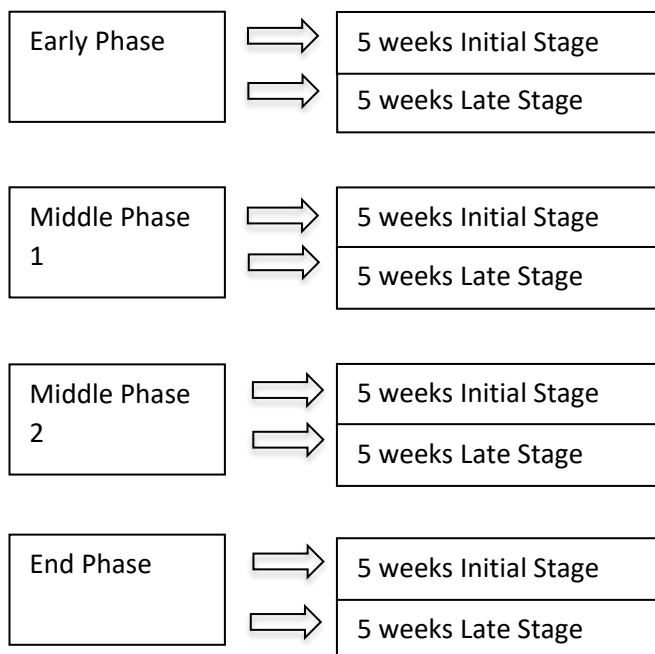 Early Phase
5 weeks Initial Stage
5 weeks Late Stage
Middle Phase
1
5 weeks Initial Stage
5 weeks Late Stage
Middle Phase
2
5 weeks Initial Stage
5 weeks Late Stage
End Phase
5 weeks Initial Stage
5 weeks Late Stage